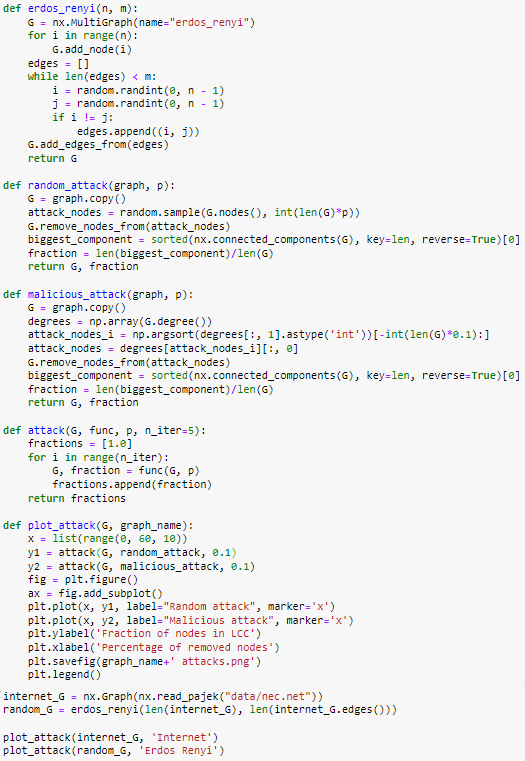 def erdos_renyi(n, m):
    G = nx.MultiGraph(name="erdos_renyi")
    for i in range(n):
        G.add_node(i)
    edges = []
    while len(edges) < m:
        i = random.randint(0, n - 1)
        j = random.randint(0, n - 1)
        if i != j:
            edges.append((i, j))
    G.add_edges_from(edges)
    return G

def random_attack(graph, p):
    G = graph.copy()
    attack_nodes = random.sample(G.nodes(), int(len(G)*p))
    G.remove_nodes_from(attack_nodes)
    biggest_component = sorted(nx.connected_components(G), key=len, reverse=True)[0]
    fraction = len(biggest_component)/len(G)
    return G, fraction

def malicious_attack(graph, p):
    G = graph.copy()
    degrees = np.array(G.degree())
    attack_nodes_i = np.argsort(degrees[:, 1].astype('int'))[-int(len(G)*0.1):]
    attack_nodes = degrees[attack_nodes_i][:, 0]
    G.remove_nodes_from(attack_nodes)
    biggest_component = sorted(nx.connected_components(G), key=len, reverse=True)[0]
    fraction = len(biggest_component)/len(G)
    return G, fraction

def attack(G, func, p, n_iter=5):
    fractions = [1.0]
    for i in range(n_iter):
        G, fraction = func(G, p)
        fractions.append(fraction)
    return fractions

def plot_attack(G, graph_name):
    x = list(range(0, 60, 10))
    y1 = attack(G, random_attack, 0.1)
    y2 = attack(G, malicious_attack, 0.1)
    fig = plt.figure()
    ax = fig.add_subplot()
    plt.plot(x, y1, label="Random attack", marker='x')
    plt.plot(x, y2, label="Malicious attack", marker='x')
    plt.ylabel('Fraction of nodes in LCC')
    plt.xlabel('Percentage of removed nodes')
    plt.savefig(graph_name+' attacks.png')
    plt.legend()

internet_G = nx.Graph(nx.read_pajek("data/nec.net"))
random_G = erdos_renyi(len(internet_G), len(internet_G.edges()))

plot_attack(internet_G, 'Internet')
plot_attack(random_G, 'Erdos Renyi')